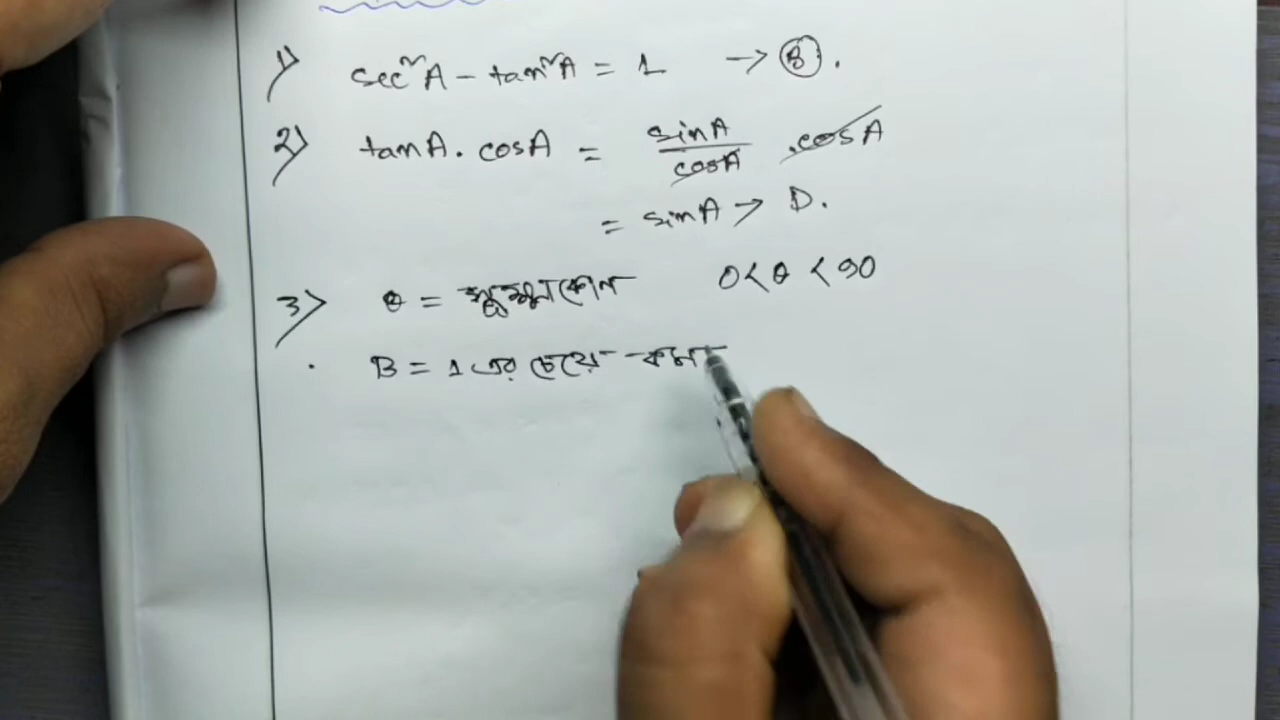 1) sec²A - tan²A = 1 → B.
2) tanA. cosA = sinA/cosA .cosA
= sinA → D.
3) θ = সূক্ষ্মকোণ 0<θ <90
B = 1 এর চেয়ে কম